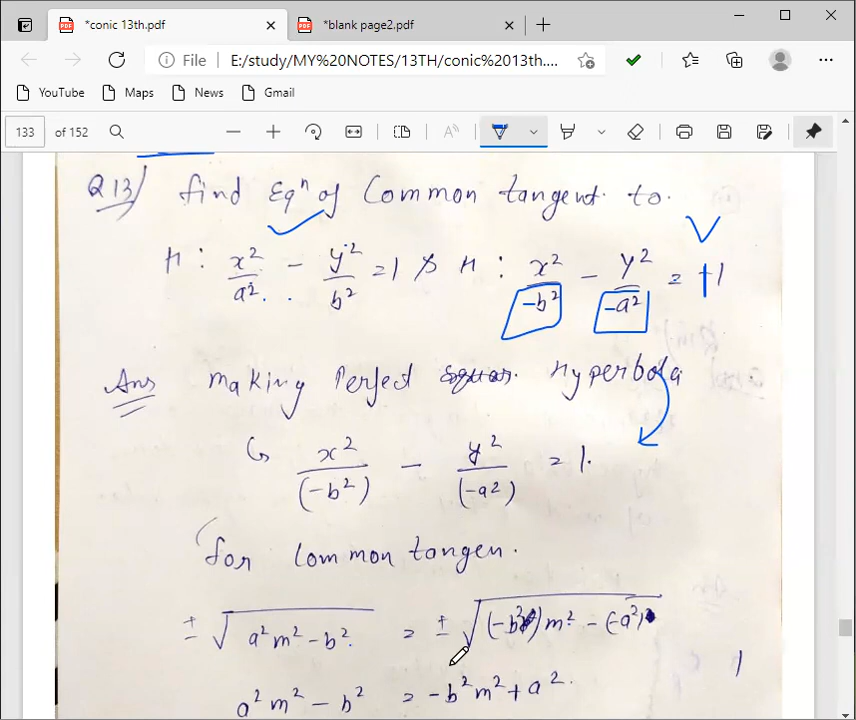 *conic 13th.pdf
*blank page2.pdf
File E:/study/MY%20NOTES/13TH/conic%2013th....
YouTube Maps News Gmail
133 of 152
Q 13) find Eqⁿ of Common tangent to
H : x²/a² - y²/b² = 1 & H : x²/-b² - y²/-a² = +1
Ans making Perfect Hyperbola
x²/(-b²) - y²/(-a²) = 1.
for Common tangen.
± √(a²m² - b²) = ± √((-b²)m² - (-a²))
a²m² - b² = -b²m² + a².